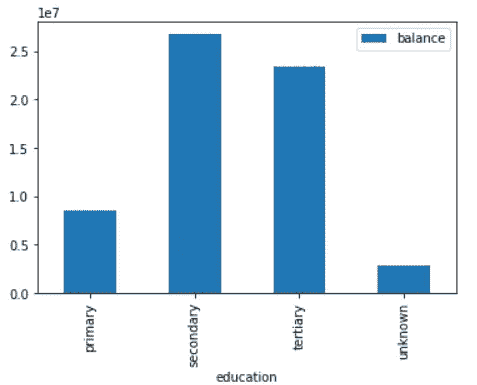 1e7
balance
2.5
2.0
1.5
1.0
0.5
0.0
primary
secondary
tertiary
unknown
education